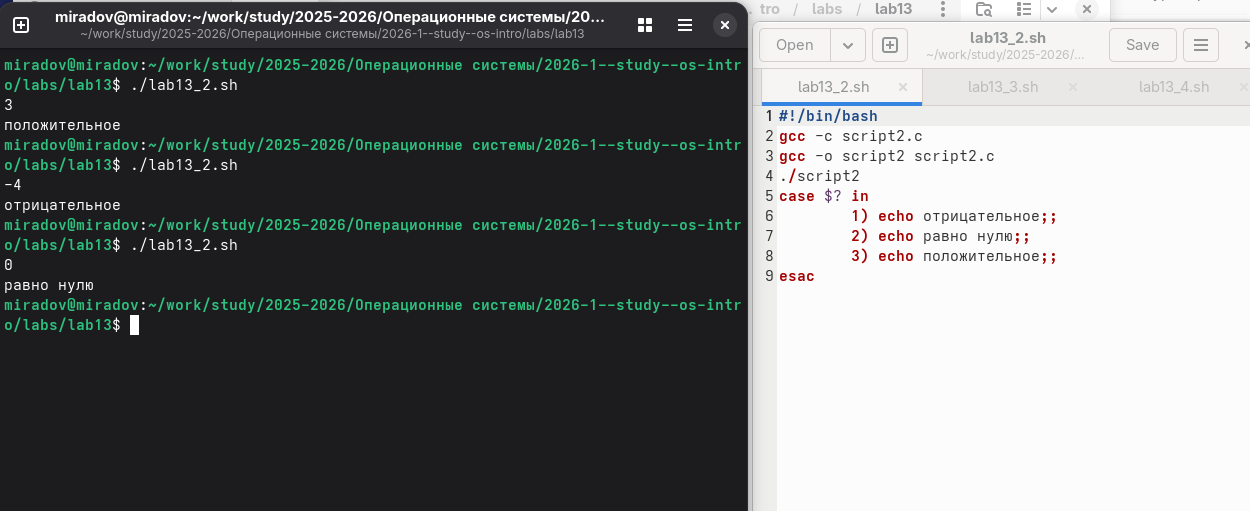 miradov@miradov:~/work/study/2025-2026/Операционные системы/20...
~/work/study/2025-2026/Операционные системы/2026-1--study--os-intro/labs/lab13
miradov@miradov:~/work/study/2025-2026/Операционные системы/2026-1--study--os-intr
o/labs/lab13$ ./lab13_2.sh
3
положительное
miradov@miradov:~/work/study/2025-2026/Операционные системы/2026-1--study--os-intr
o/labs/lab13$ ./lab13_2.sh
-4
отрицательное
miradov@miradov:~/work/study/2025-2026/Операционные системы/2026-1--study--os-intr
o/labs/lab13$ ./lab13_2.sh
0
равно нулю
miradov@miradov:~/work/study/2025-2026/Операционные системы/2026-1--study--os-intr
o/labs/lab13$
tro / labs / lab13
Open
lab13_2.sh
~/work/study/2025-2026/...
Save
lab13_2.sh lab13_3.sh lab13_4.sh
1 #!/bin/bash
2 gcc -c script2.c
3 gcc -o script2 script2.c
4 ./script2
5 case $? in
6 1) echo отрицательное;;
7 2) echo равно нулю;;
8 3) echo положительное;;
9 esac